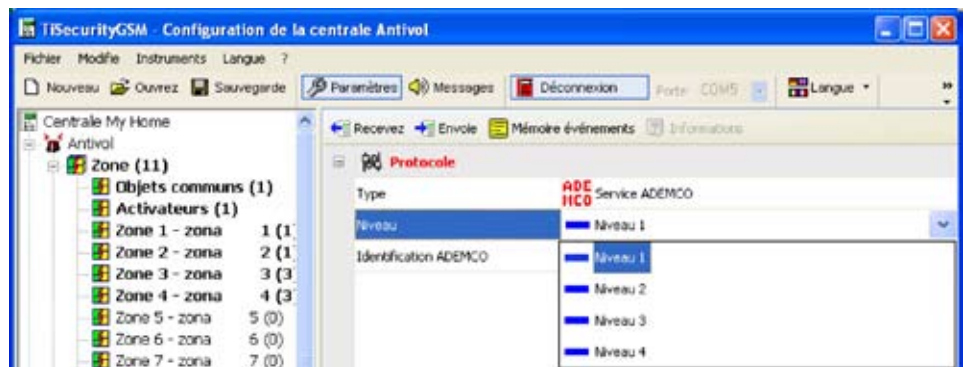 TiSecurityGSM - Configuration de la centrale Antivol
Fichier Modifie Instruments Langue ?
Nouveau Ouvrez Sauvegarde Paramètres Messages Déconnexion Porte COM5 Langue
Centrale My Home
Antivol
Zone (11)
Objets communs (1)
Activateurs (1)
Zone 1 - zona 1 (1
Zone 2 - zona 2 (1
Zone 3 - zona 3 (3
Zone 4 - zona 4 (3
Zone 5 - zona 5 (0)
Zone 6 - zona 6 (0)
Zone 7 - zona 7 (0)
Recevez Envoie Mémoire événements Informations
Protocole
Type ADEMCO Service ADEMCO
Niveau Niveau 1
Identification ADEMCO
Niveau 1
Niveau 2
Niveau 3
Niveau 4